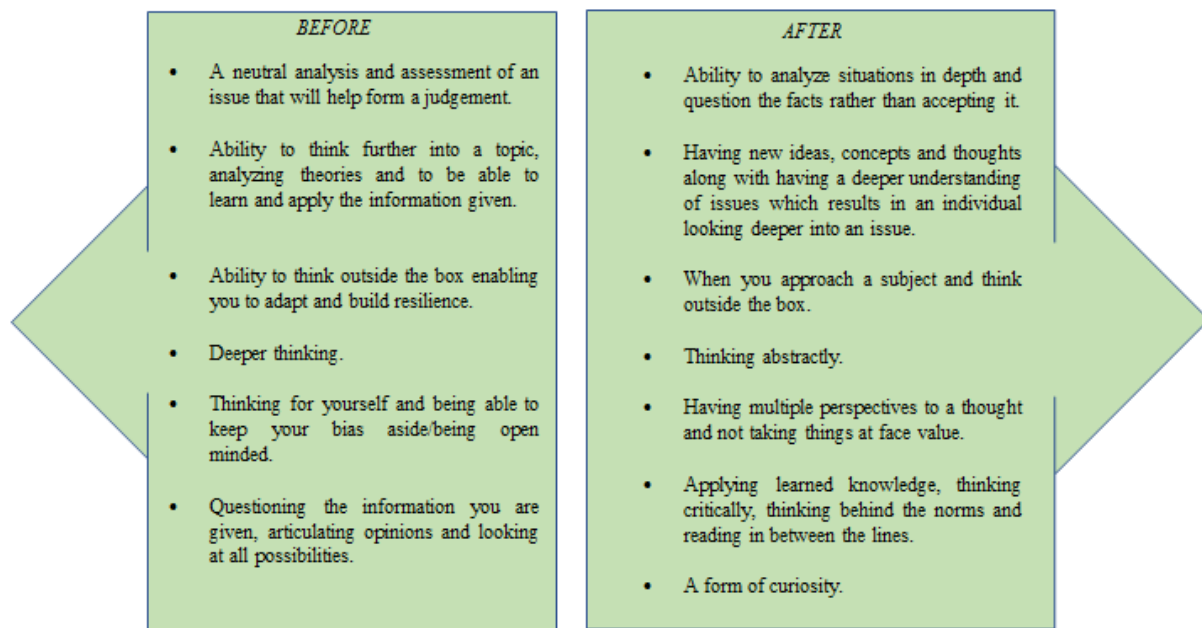 BEFORE
• A neutral analysis and assessment of an
issue that will help form a judgement.
• Ability to think further into a topic,
analyzing theories and to be able to
learn and apply the information given.
• Ability to think outside the box enabling
you to adapt and build resilience.
• Deeper thinking.
• Thinking for yourself and being able to
keep your bias aside/being open
minded.
• Questioning the information you are
given, articulating opinions and looking
at all possibilities.
AFTER
• Ability to analyze situations in depth and
question the facts rather than accepting it.
• Having new ideas, concepts and thoughts
along with having a deeper understanding
of issues which results in an individual
looking deeper into an issue.
• When you approach a subject and think
outside the box.
• Thinking abstractly.
• Having multiple perspectives to a thought
and not taking things at face value.
• Applying learned knowledge, thinking
critically, thinking behind the norms and
reading in between the lines.
• A form of curiosity.